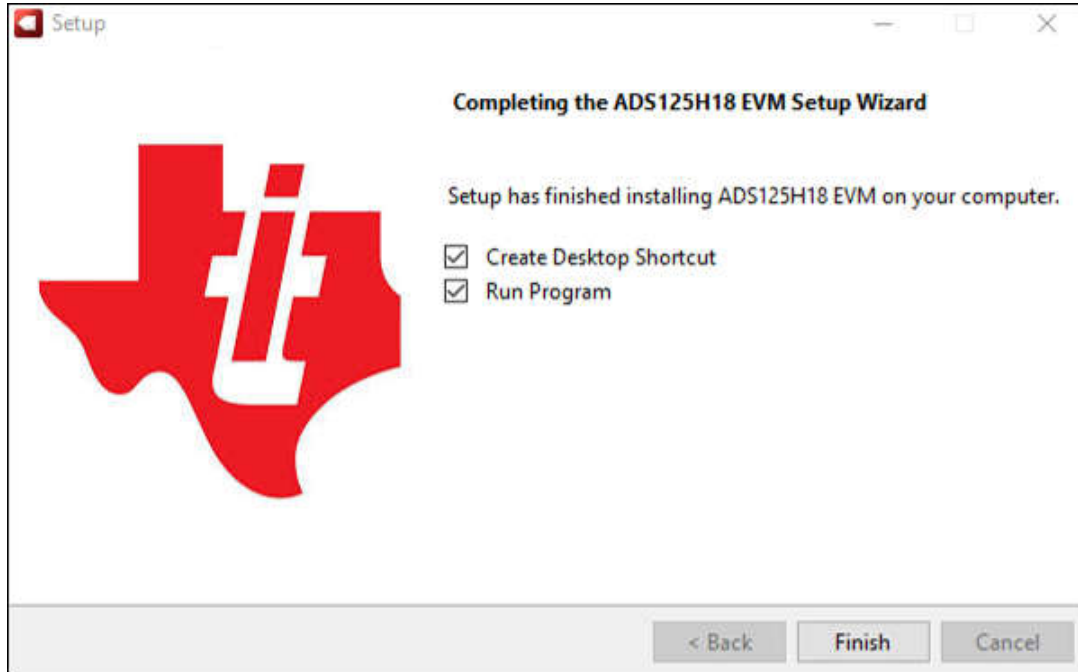 Setup
Completing the ADS125H18 EVM Setup Wizard
Setup has finished installing ADS125H18 EVM on your computer.
Create Desktop Shortcut
Run Program
< Back Finish Cancel